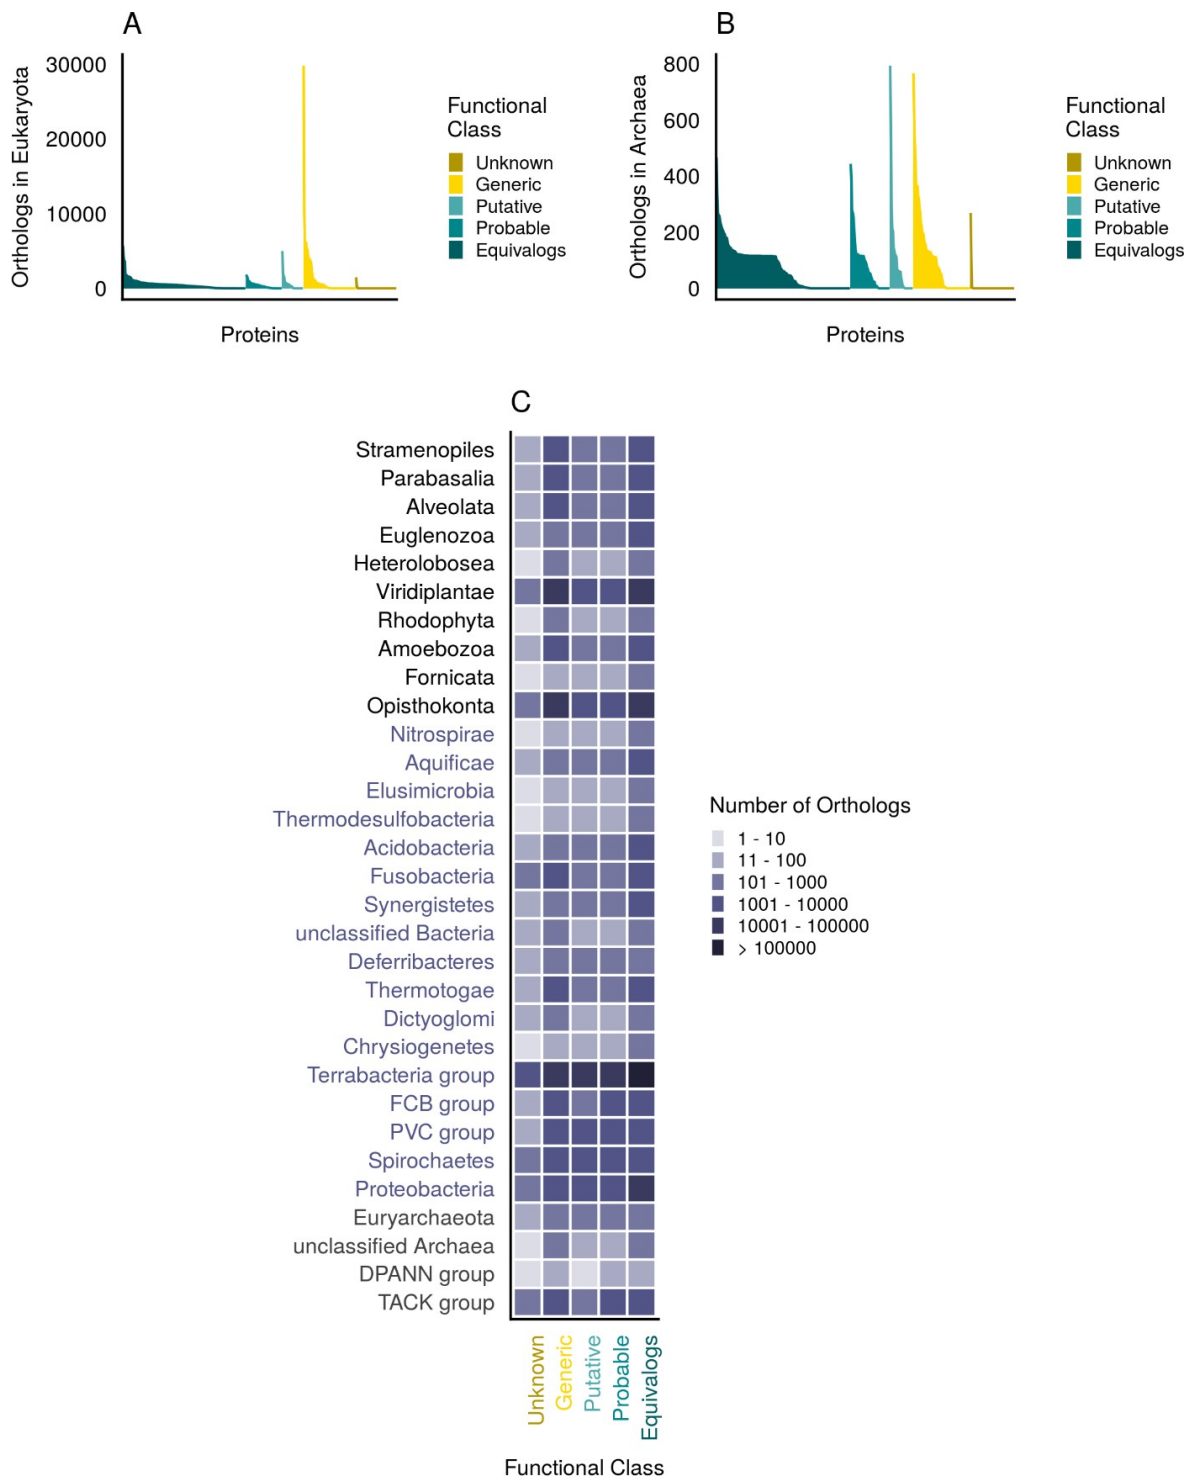 A
Orthologs in Eukaryota
30000
20000
10000
0
Proteins
Functional
Class
Unknown
Generic
Putative
Probable
Equivalogs
B
Orthologs in Archaea
800
600
400
200
0
Proteins
Functional
Class
Unknown
Generic
Putative
Probable
Equivalogs
C
Stramenopiles
Parabasalia
Alveolata
Euglenozoa
Heterolobosea
Viridiplantae
Rhodophyta
Amoebozoa
Fornicata
Opisthokonta
Nitrospirae
Aquificae
Elusimicrobia
Thermodesulfobacteria
Acidobacteria
Fusobacteria
Synergistetes
unclassified Bacteria
Deferribacteres
Thermotogae
Dictyoglomi
Chrysiogenetes
Terrabacteria group
FCB group
PVC group
Spirochaetes
Proteobacteria
Euryarchaeota
unclassified Archaea
DPANN group
TACK group
Unknown
Generic
Putative
Probable
Equivalogs
Functional Class
Number of Orthologs
1 - 10
11 - 100
101 - 1000
1001 - 10000
10001 - 100000
> 100000